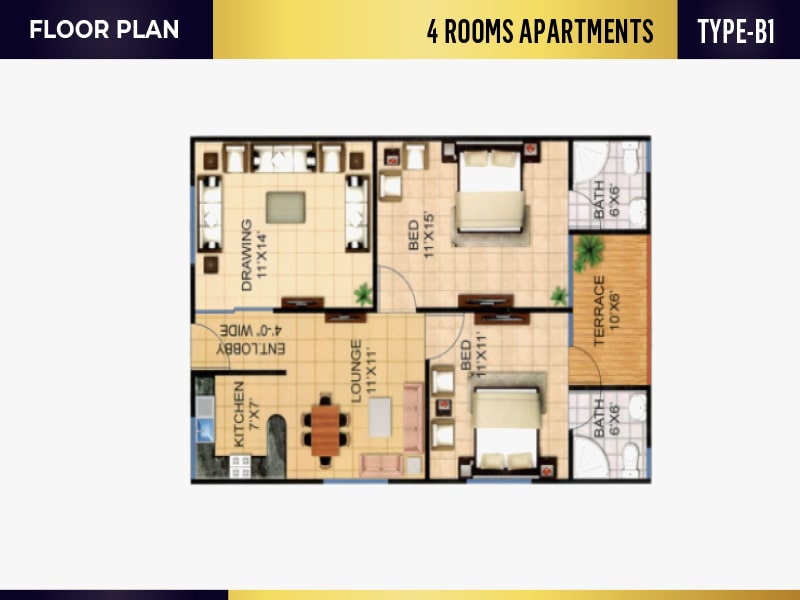 FLOOR PLAN
4 ROOMS APARTMENTS
TYPE-B1
DRAWING
11'X14'
BED
11'X15'
BATH
6'X6'
TERRACE
10'X6'
ENT.LOBBY
4'-0" WIDE
LOUNGE
11'X11'
BED
11'X11'
KITCHEN
7'X7'
BATH
6'X6'